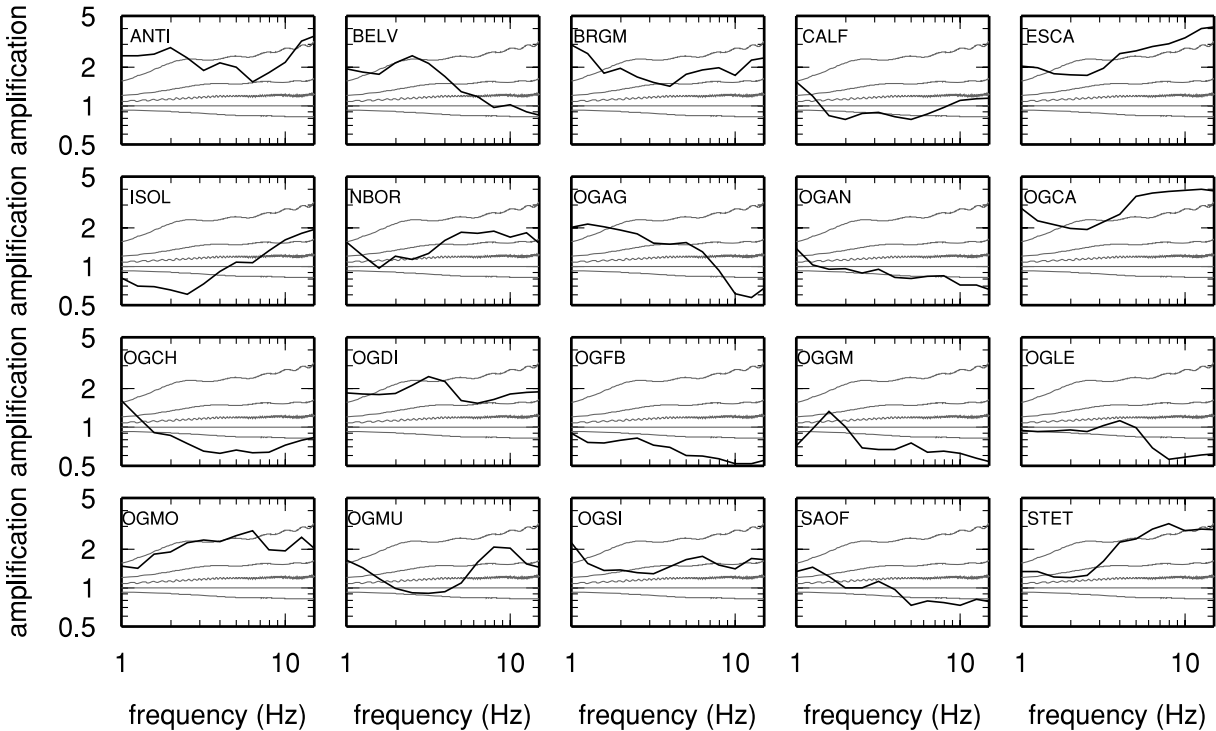 amplification
5
2
1
0.5
ANTI
BELV
BRGM
CALF
ESCA
amplification
5
2
1
0.5
ISOL
NBOR
OGAG
OGAN
OGCA
amplification
5
2
1
0.5
OGCH
OGDI
OGFB
OGGM
OGLE
amplification
5
2
1
0.5
OGMO
OGMU
OGSI
SAOF
STET
1 10
1 10
1 10
1 10
1 10
frequency (Hz)
frequency (Hz)
frequency (Hz)
frequency (Hz)
frequency (Hz)